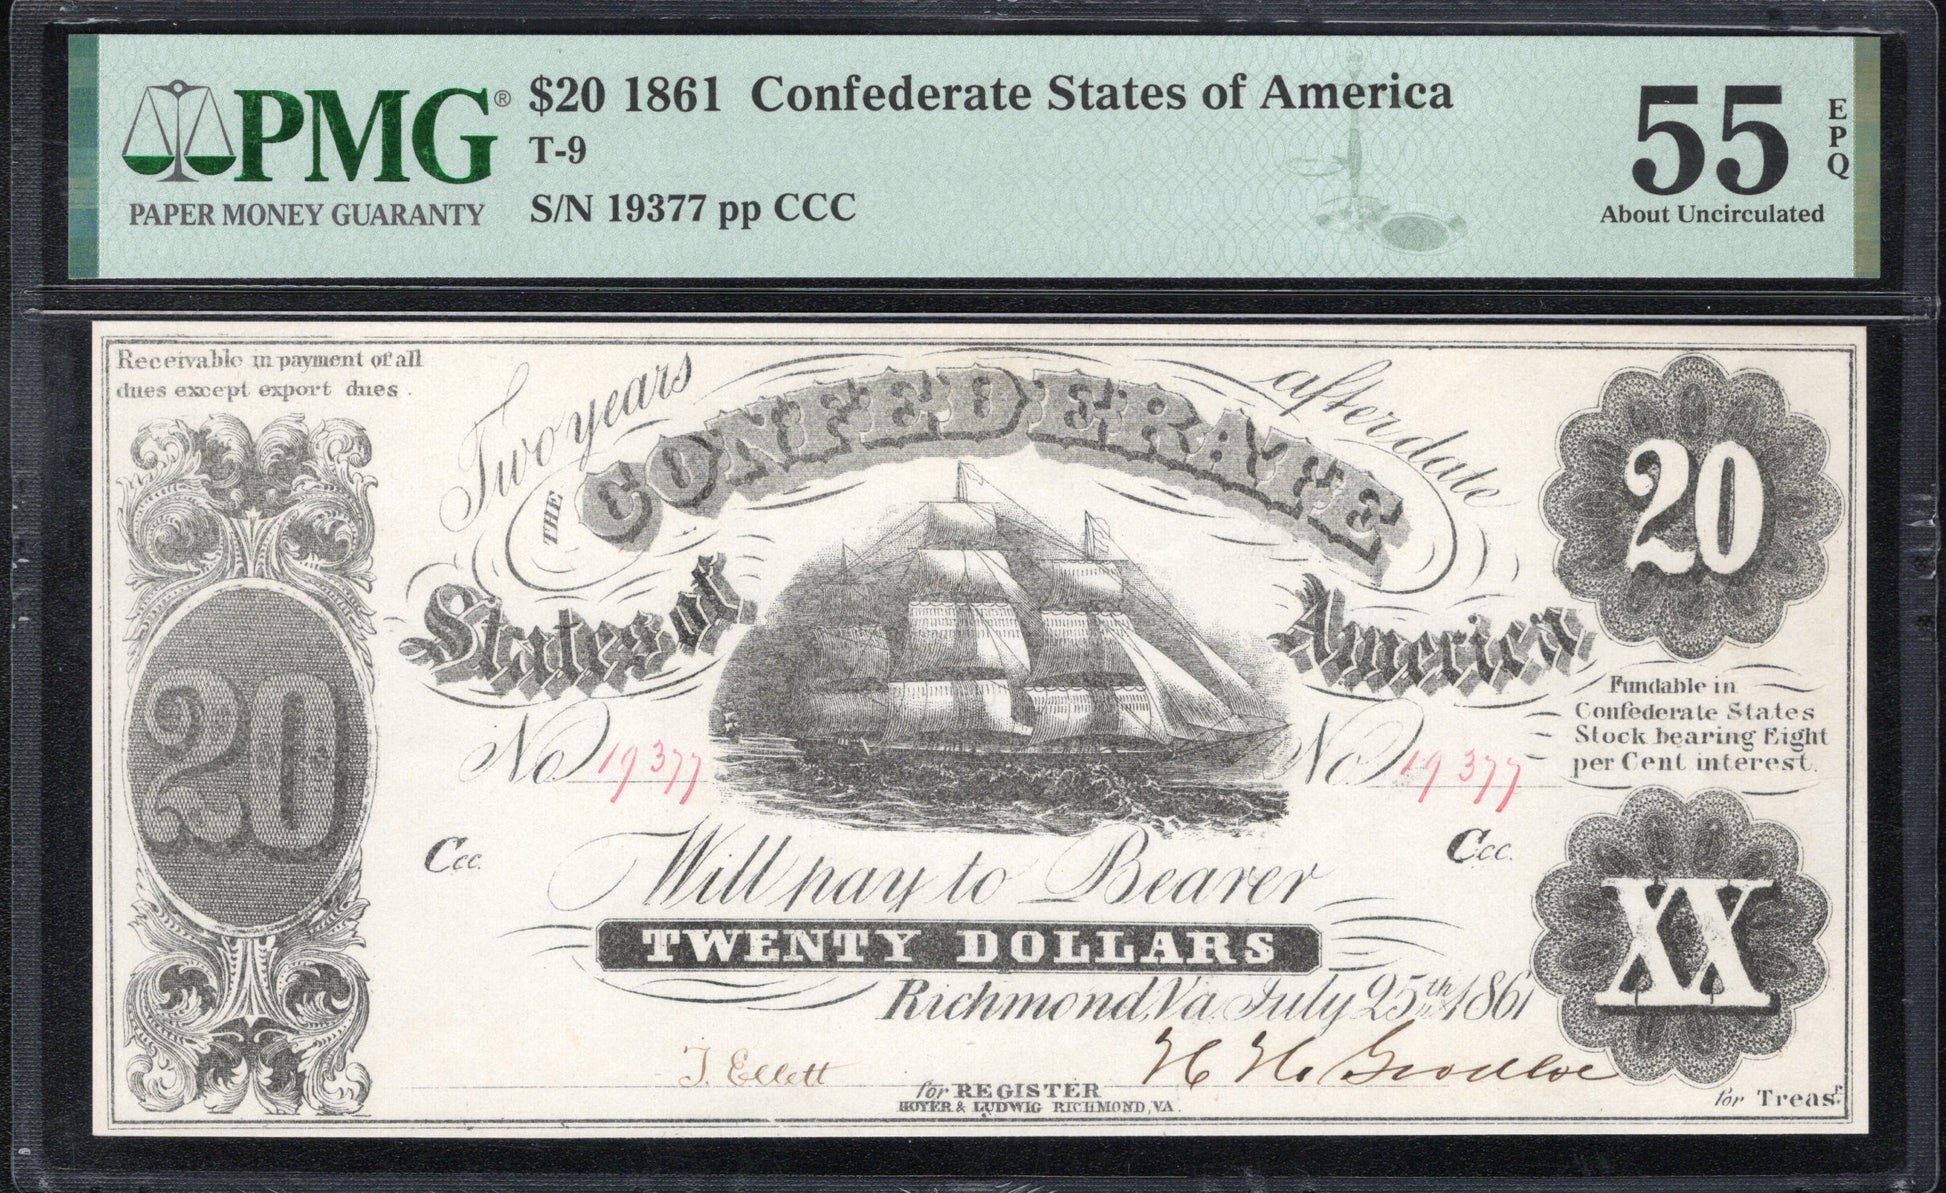 PMG®
PAPER MONEY GUARANTY
$20 1861 Confederate States of America
T-9
S/N 19377 pp CCC
55
EPQ
About Uncirculated
Receivable in payment of all
dues except export dues.
Two years after date
THE CONFEDERATE
States of America
20
20
Fundable in
Confederate States
Stock bearing Eight
per Cent interest.
No 19377
No 19377
Ccc.
Ccc.
Will pay to Bearer
TWENTY DOLLARS
XX
Richmond, Va. July 25th 1861
J. Ellett
H H. Goodloe
for REGISTER
for Treasr.
HOYER & LUDWIG RICHMOND, VA.